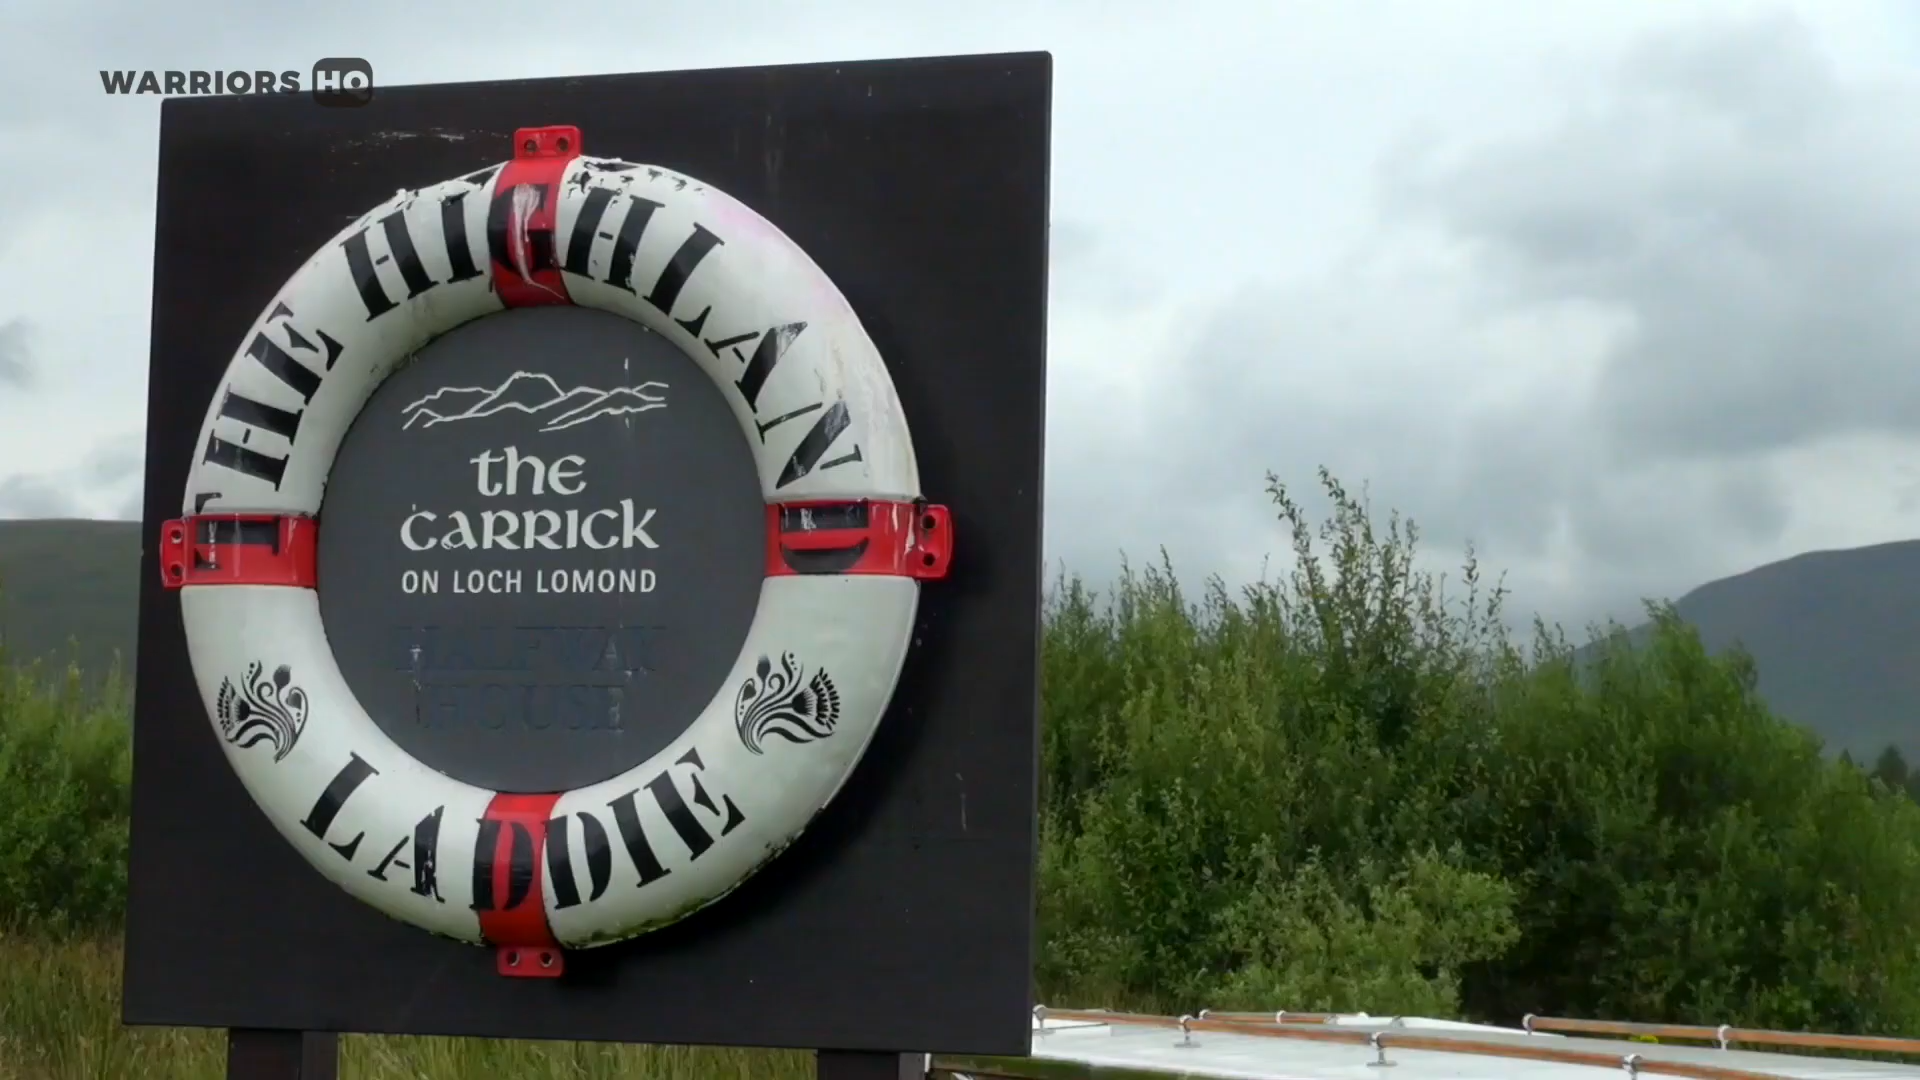 WARRIORS HQ
THE HIGHLAND
the
CARRICK
ON LOCH LOMOND
HALFWAY
HOUSE
LADDIE